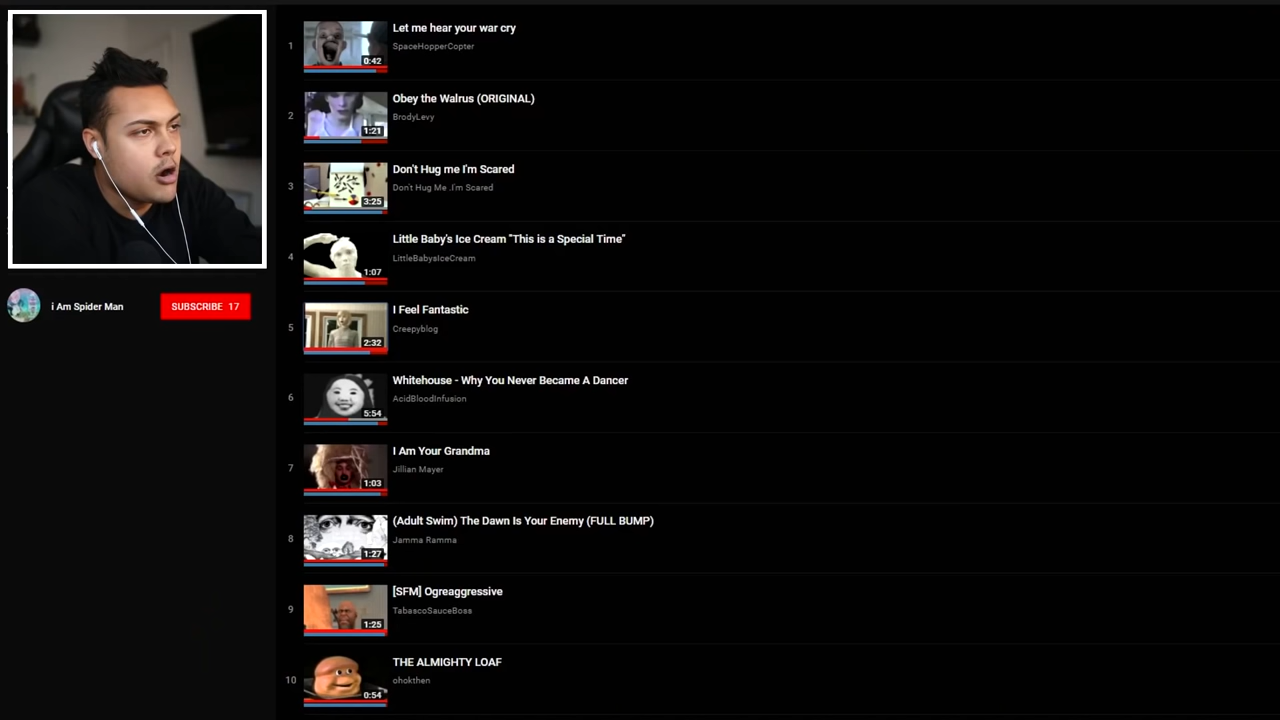 i Am Spider Man
SUBSCRIBE 17
1
0:42
Let me hear your war cry
SpaceHopperCopter
2
1:21
Obey the Walrus (ORIGINAL)
BrodyLevy
3
3:25
Don't Hug me I'm Scared
Don't Hug Me .I'm Scared
4
1:07
Little Baby's Ice Cream "This is a Special Time"
LittleBabysIceCream
5
2:32
I Feel Fantastic
Creepyblog
6
5:54
Whitehouse - Why You Never Became A Dancer
AcidBloodInfusion
7
1:03
I Am Your Grandma
Jillian Mayer
8
1:27
(Adult Swim) The Dawn Is Your Enemy (FULL BUMP)
Jamma Ramma
9
1:25
[SFM] Ogreaggressive
TabascoSauceBoss
10
0:54
THE ALMIGHTY LOAF
ohokthen